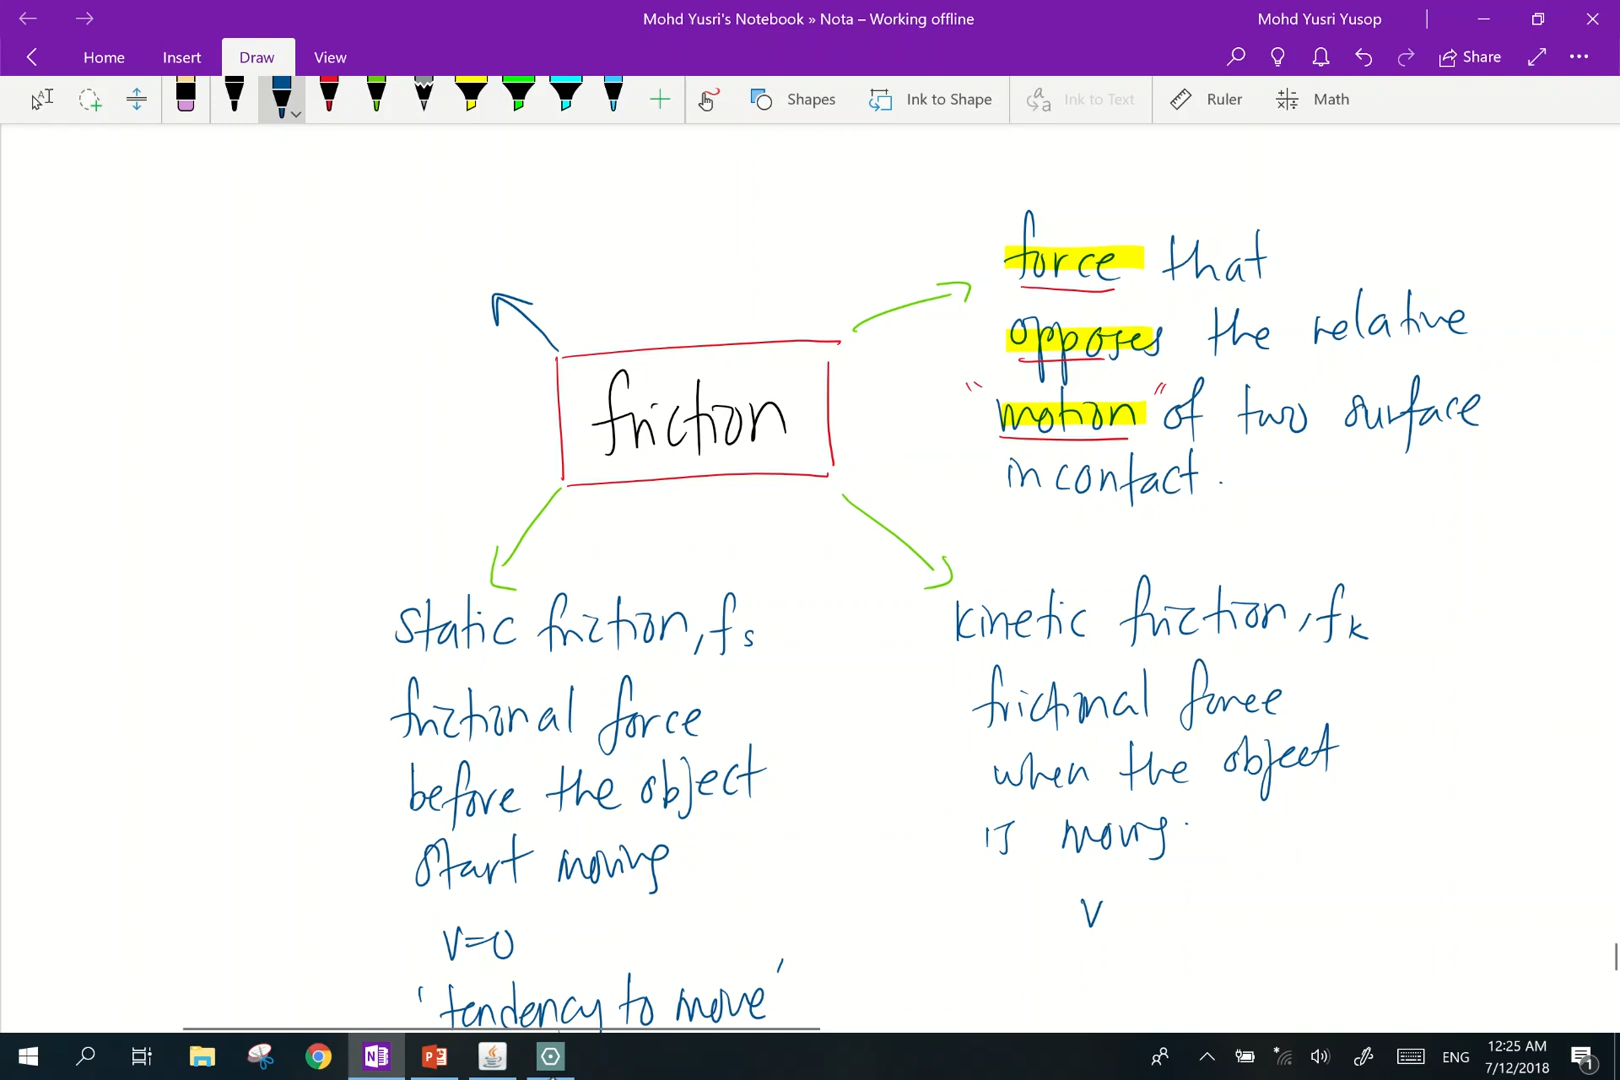 Mohd Yusri's Notebook » Nota – Working offline
Mohd Yusri Yusop
Home
Insert
Draw
View
Share
Shapes
Ink to Shape
Ink to Text
Ruler
Math
force that
opposes the relative
"motion" of two surface
in contact.
friction
static friction, fs
frictional force
before the object
start moving
v=0
'tendency to move'
kinetic friction, fk
frictional force
when the object
is moving.
v
ENG
12:25 AM
7/12/2018
1